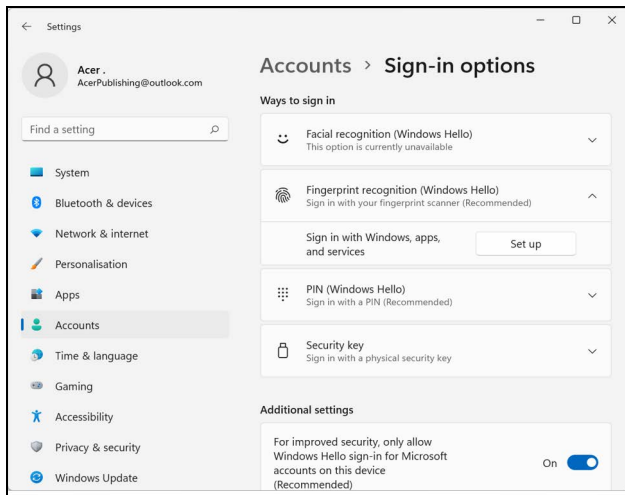 Settings
Acer .
AcerPublishing@outlook.com
Find a setting
System
Bluetooth & devices
Network & internet
Personalisation
Apps
Accounts
Time & language
Gaming
Accessibility
Privacy & security
Windows Update
Accounts > Sign-in options
Ways to sign in
Facial recognition (Windows Hello)
This option is currently unavailable
Fingerprint recognition (Windows Hello)
Sign in with your fingerprint scanner (Recommended)
Sign in with Windows, apps,
and services
Set up
PIN (Windows Hello)
Sign in with a PIN (Recommended)
Security key
Sign in with a physical security key
Additional settings
For improved security, only allow
Windows Hello sign-in for Microsoft
accounts on this device
(Recommended)
On